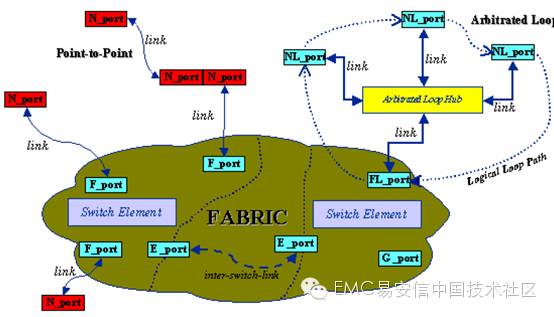 N_port
link
Point-to-Point
N_port
N_port
N_port
link
link
NL_port
Arbitrated Loop
NL_port
link
link
NL_port
Arbitrated Loop Hub
link
link
Logical Loop Path
F_port
F_port
FL_port
Switch Element
FABRIC
Switch Element
F_port
E_port
E_port
G_port
inter-switch-link
link
N_port
EMC易安信中国技术社区